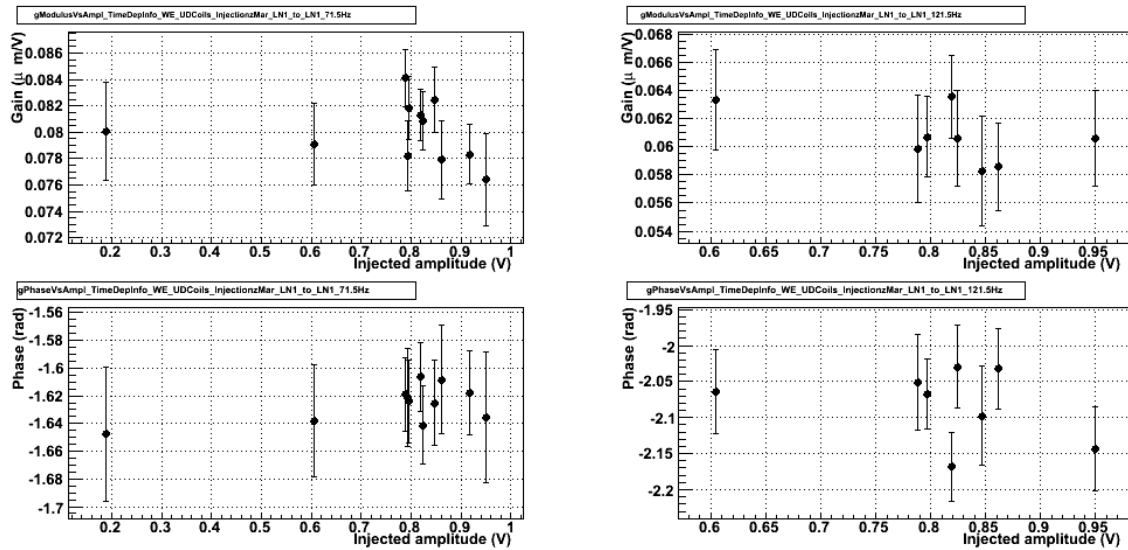 gModulusVsAmpl_TimeDepInfo_WE_UDCoils_InjectionzMar_LN1_to_LN1_71.5Hz
Gain (μ m/V)
0.086
0.084
0.082
0.08
0.078
0.076
0.074
0.072
0.2 0.3 0.4 0.5 0.6 0.7 0.8 0.9 1
Injected amplitude (V)
gModulusVsAmpl_TimeDepInfo_WE_UDCoils_InjectionzMar_LN1_to_LN1_121.5Hz
Gain (μ m/V)
0.068
0.066
0.064
0.062
0.06
0.058
0.056
0.054
0.6 0.65 0.7 0.75 0.8 0.85 0.9 0.95
Injected amplitude (V)
gPhaseVsAmpl_TimeDepInfo_WE_UDCoils_InjectionzMar_LN1_to_LN1_71.5Hz
Phase (rad)
-1.56
-1.58
-1.6
-1.62
-1.64
-1.66
-1.68
-1.7
0.2 0.3 0.4 0.5 0.6 0.7 0.8 0.9 1
Injected amplitude (V)
gPhaseVsAmpl_TimeDepInfo_WE_UDCoils_InjectionzMar_LN1_to_LN1_121.5Hz
Phase (rad)
-1.95
-2
-2.05
-2.1
-2.15
-2.2
0.6 0.65 0.7 0.75 0.8 0.85 0.9 0.95
Injected amplitude (V)